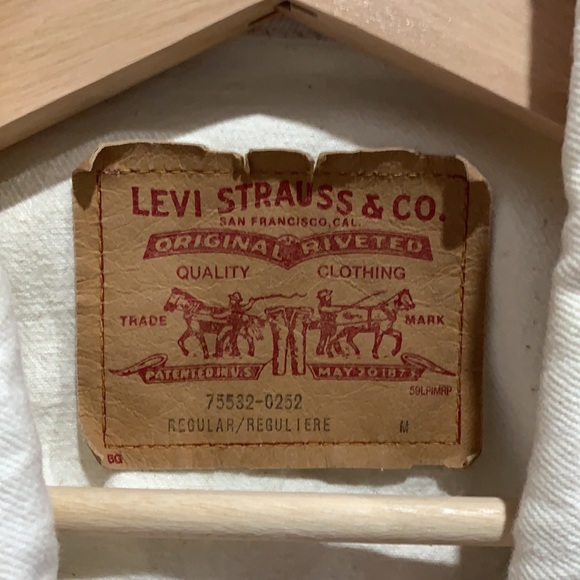 LEVI STRAUSS & CO.
SAN FRANCISCO, CAL.
ORIGINAL RIVETED
QUALITY CLOTHING
TRADE MARK
PATENTED IN U.S. MAY 20 1873
75532-0252
REGULAR/REGULIERE M
BG